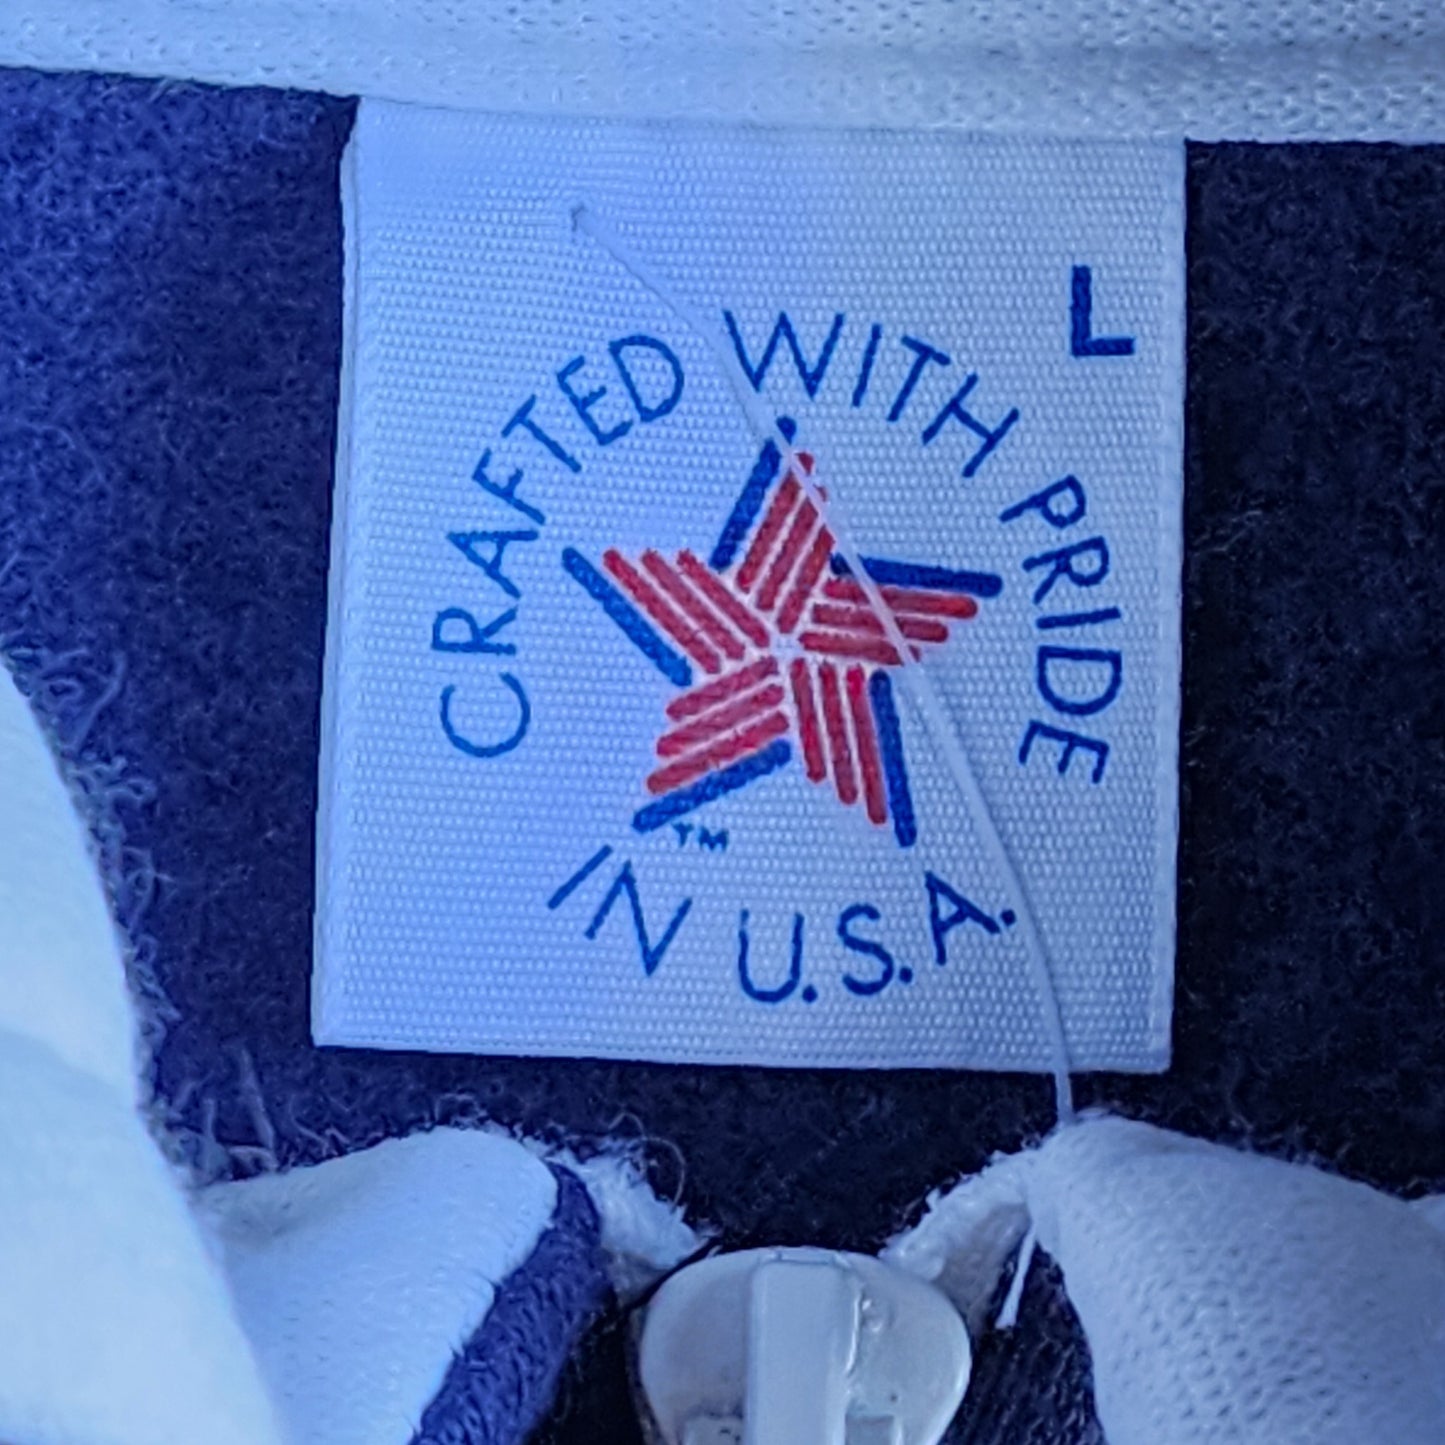 L
CRAFTED WITH PRIDE
TM
IN U.S.A.